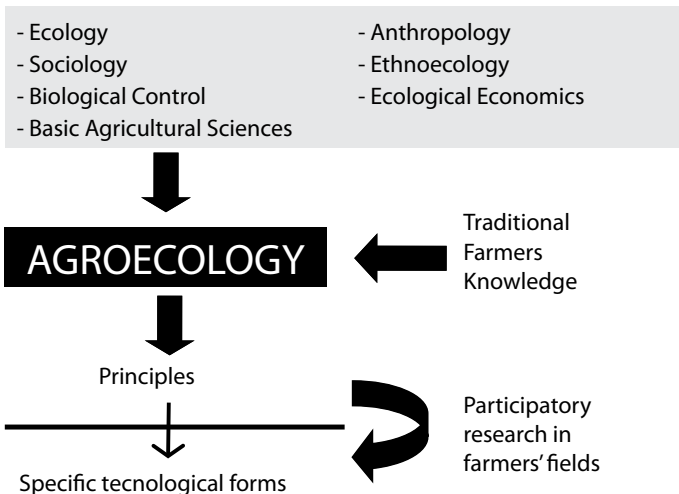 - Ecology
- Sociology
- Biological Control
- Basic Agricultural Sciences
- Anthropology
- Ethnoecology
- Ecological Economics
AGROECOLOGY
Traditional
Farmers
Knowledge
Principles
Participatory
research in
farmers' fields
Specific tecnological forms